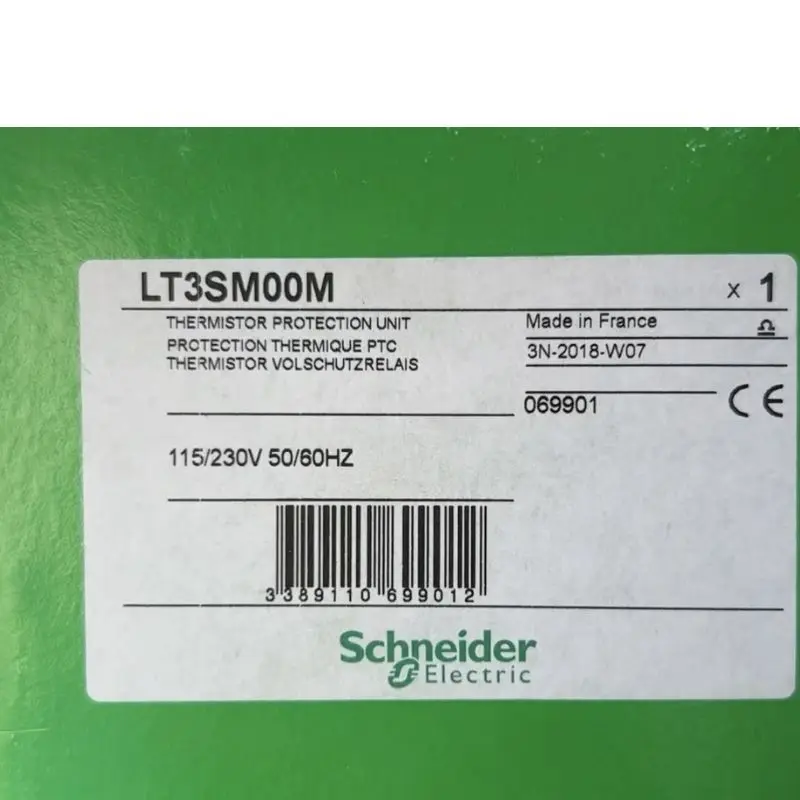 LT3SM00M x 1
THERMISTOR PROTECTION UNIT
PROTECTION THERMIQUE PTC
THERMISTOR VOLSCHUTZRELAIS
Made in France
3N-2018-W07
069901 CE
115/230V 50/60HZ
3 389110 699012
Schneider
Electric